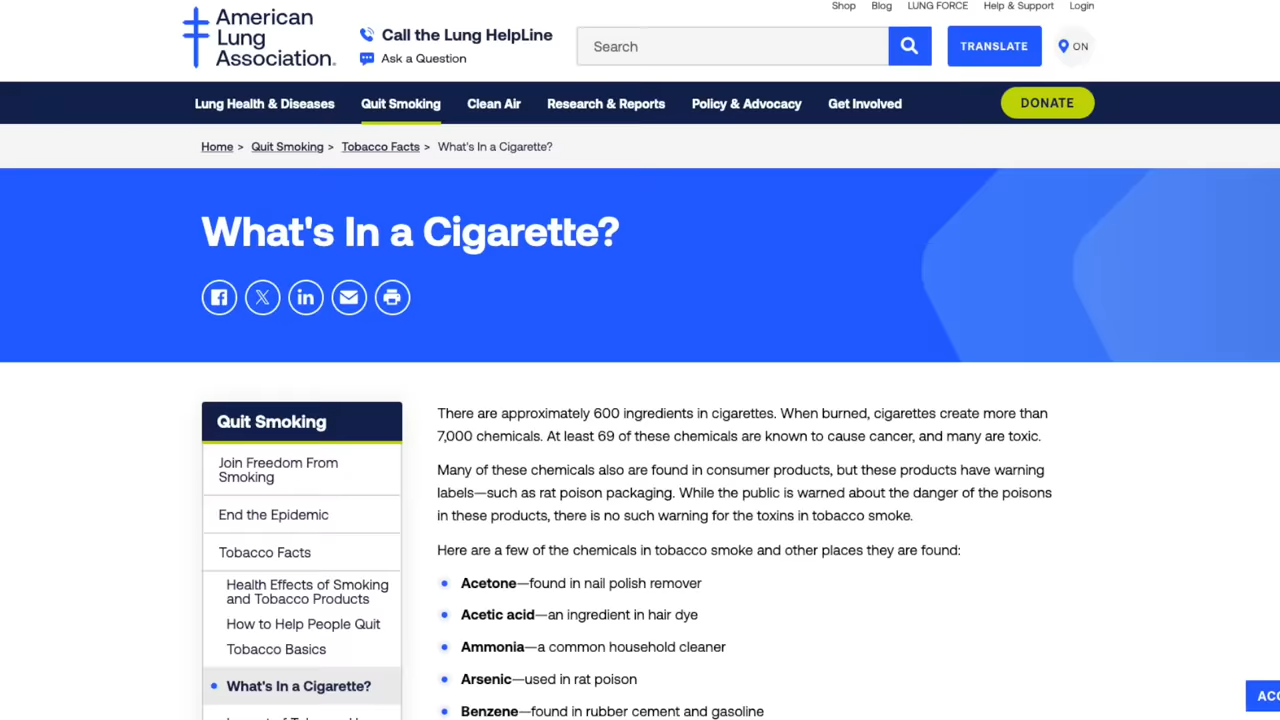 Shop Blog LUNG FORCE Help & Support Login
American
Lung
Association.
Call the Lung HelpLine
Ask a Question
Search
TRANSLATE
ON
Lung Health & Diseases Quit Smoking Clean Air Research & Reports Policy & Advocacy Get Involved DONATE
Home > Quit Smoking > Tobacco Facts > What's In a Cigarette?
What's In a Cigarette?
Quit Smoking
Join Freedom From
Smoking
End the Epidemic
Tobacco Facts
Health Effects of Smoking
and Tobacco Products
How to Help People Quit
Tobacco Basics
What's In a Cigarette?
There are approximately 600 ingredients in cigarettes. When burned, cigarettes create more than
7,000 chemicals. At least 69 of these chemicals are known to cause cancer, and many are toxic.
Many of these chemicals also are found in consumer products, but these products have warning
labels—such as rat poison packaging. While the public is warned about the danger of the poisons
in these products, there is no such warning for the toxins in tobacco smoke.
Here are a few of the chemicals in tobacco smoke and other places they are found:
Acetone—found in nail polish remover
Acetic acid—an ingredient in hair dye
Ammonia—a common household cleaner
Arsenic—used in rat poison
Benzene—found in rubber cement and gasoline